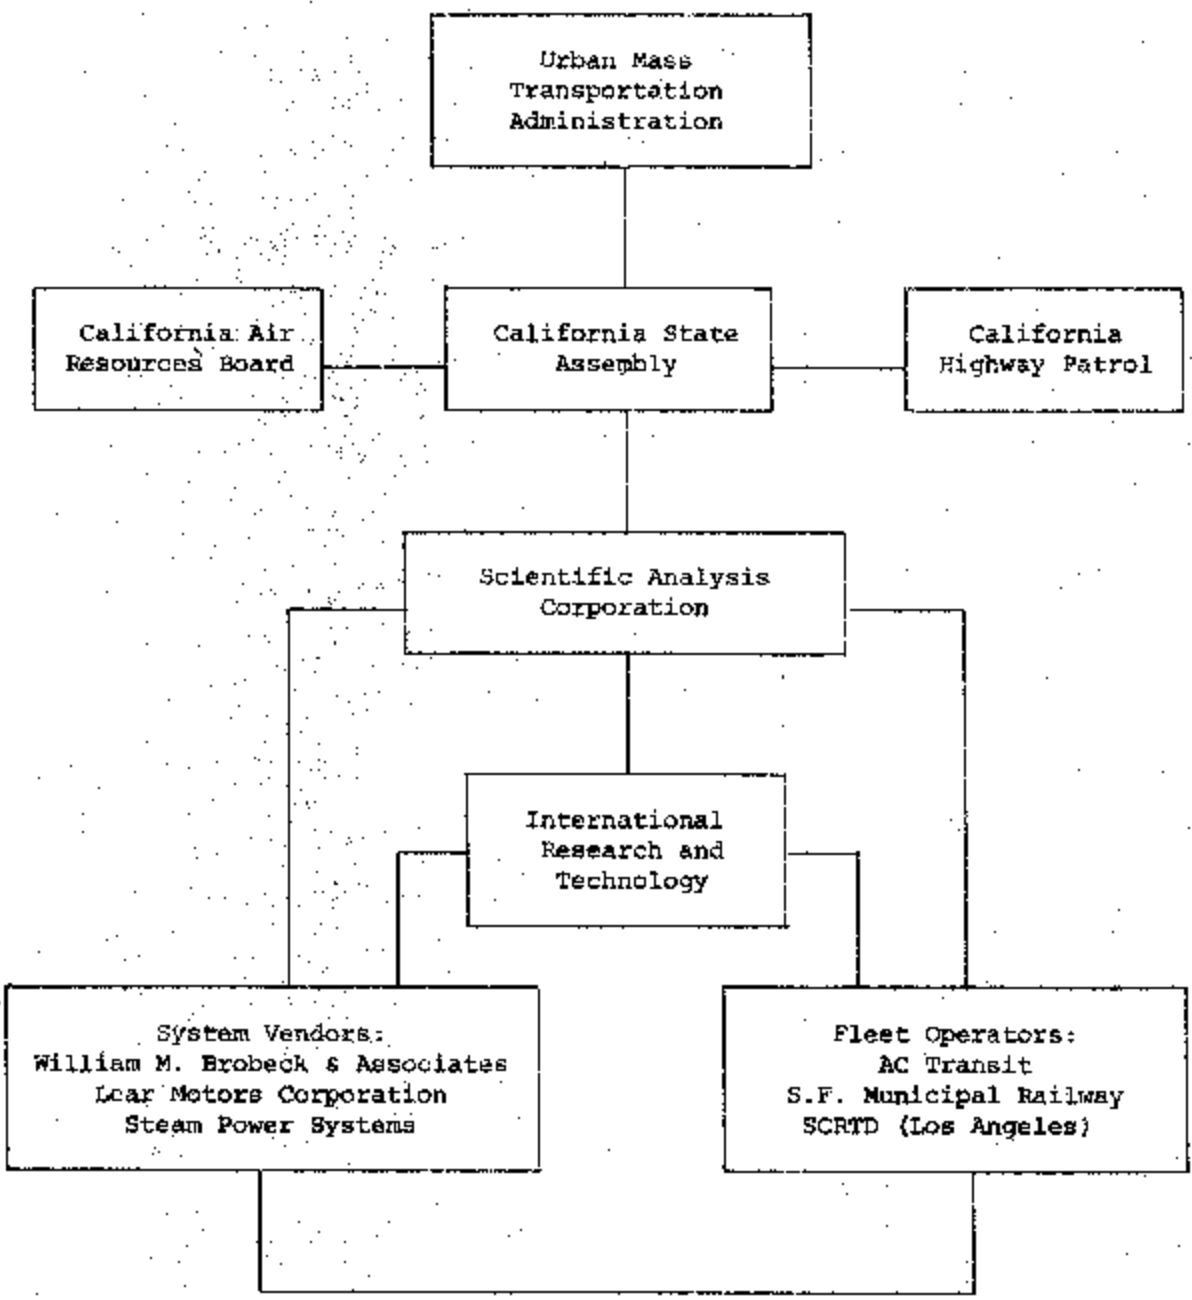 Urban Mass
Transportation
Administration
California Air
Resources Board
California State
Assembly
California
Highway Patrol
Scientific Analysis
Corporation
International
Research and
Technology
System Vendors:
William M. Brobeck & Associates
Lear Motors Corporation
Steam Power Systems
Fleet Operators:
AC Transit
S.F. Municipal Railway
SCRTD (Los Angeles)